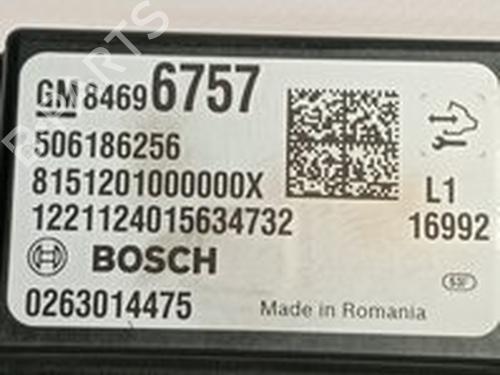 GM 84696757
506186256
8151201000000X
L1
1221124015634732
16992
BOSCH
0263014475
Made in Romania